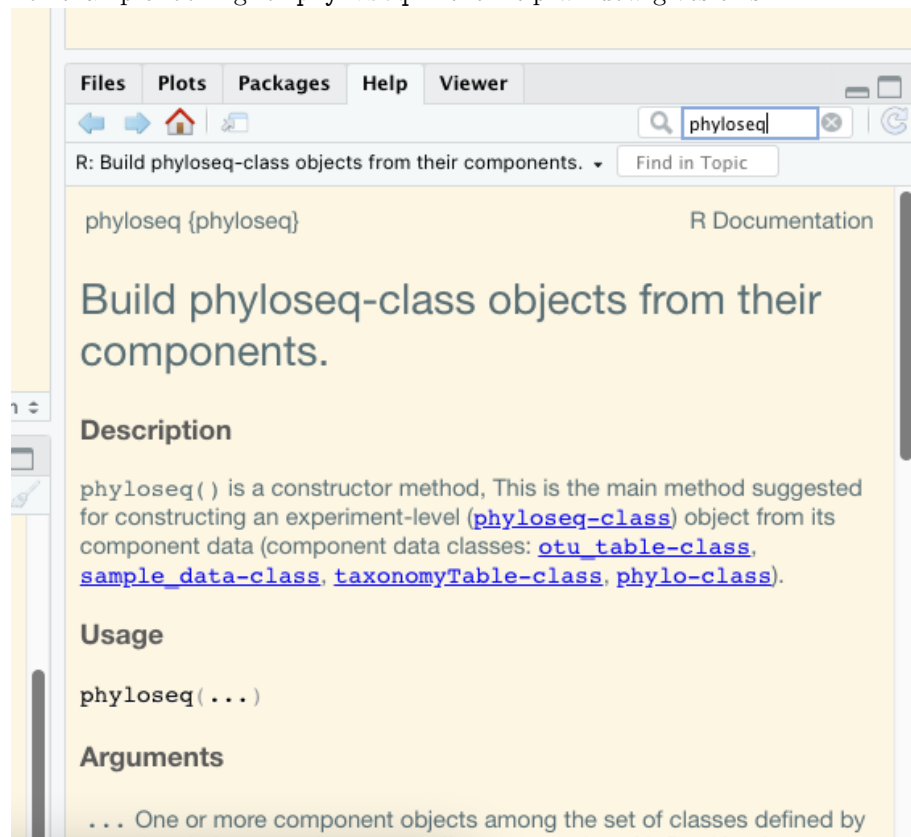 Files Plots Packages Help Viewer
phyloseq
R: Build phyloseq-class objects from their components. Find in Topic
phyloseq {phyloseq} R Documentation
Build phyloseq-class objects from their
components.
Description
phyloseq() is a constructor method, This is the main method suggested
for constructing an experiment-level (phyloseq-class) object from its
component data (component data classes: otu_table-class,
sample_data-class, taxonomyTable-class, phylo-class).
Usage
phyloseq(...)
Arguments
... One or more component objects among the set of classes defined by